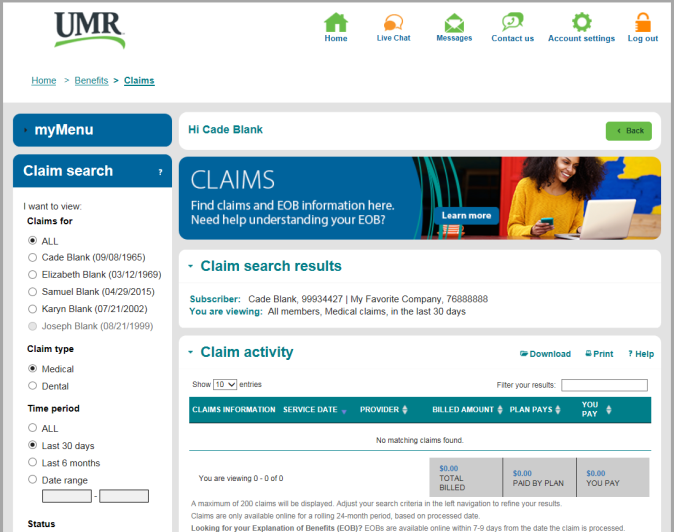 UMR
Home
Live Chat
Messages
Contact us
Account settings
Log out
Home > Benefits > Claims
myMenu
Hi Cade Blank
Back
Claim search ?
CLAIMS
Find claims and EOB information here.
Need help understanding your EOB?
Learn more
I want to view:
Claims for
ALL
Cade Blank (09/08/1965)
Elizabeth Blank (03/12/1969)
Samuel Blank (04/29/2015)
Karyn Blank (07/21/2002)
Joseph Blank (08/21/1999)
Claim type
Medical
Dental
Time period
ALL
Last 30 days
Last 6 months
Date range
-
Status
Claim search results
Subscriber: Cade Blank, 99934427 | My Favorite Company, 76888888
You are viewing: All members, Medical claims, in the last 30 days
Claim activity
Download Print ? Help
Show 10 entries
Filter your results:
CLAIMS INFORMATION SERVICE DATE PROVIDER BILLED AMOUNT PLAN PAYS YOU PAY
No matching claims found.
You are viewing 0 - 0 of 0
$0.00
TOTAL
BILLED
$0.00
PAID BY PLAN
$0.00
YOU PAY
A maximum of 200 claims will be displayed. Adjust your search criteria in the left navigation to refine your results.
Claims are only available online for a rolling 24-month period, based on processed date.
Looking for your Explanation of Benefits (EOB)? EOBs are available online within 7-9 days from the date the claim is processed.